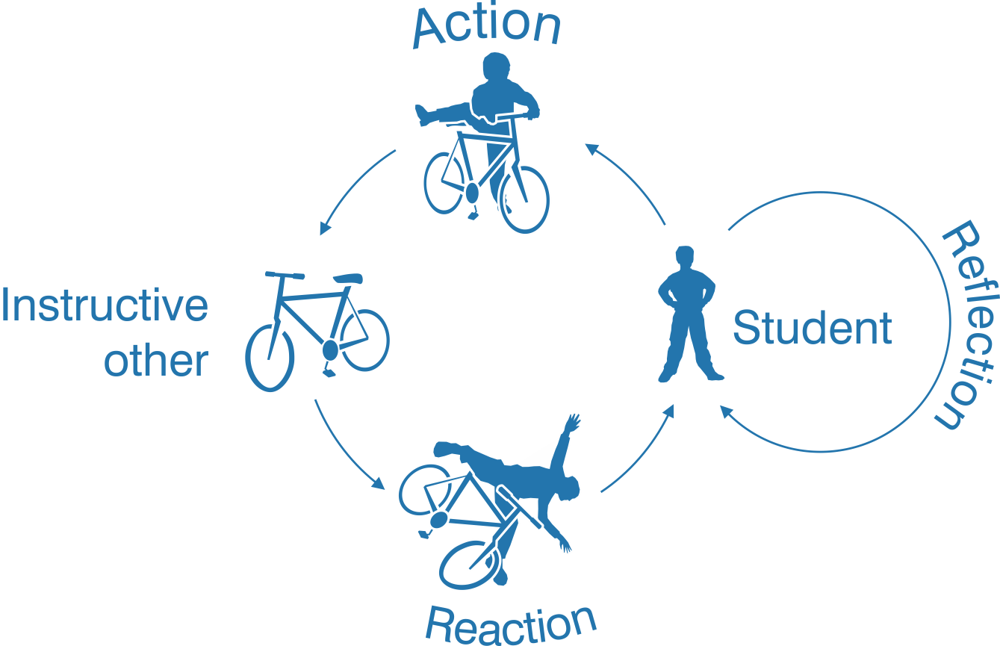 Action
Instructive
other
Student
Reflection
Reaction